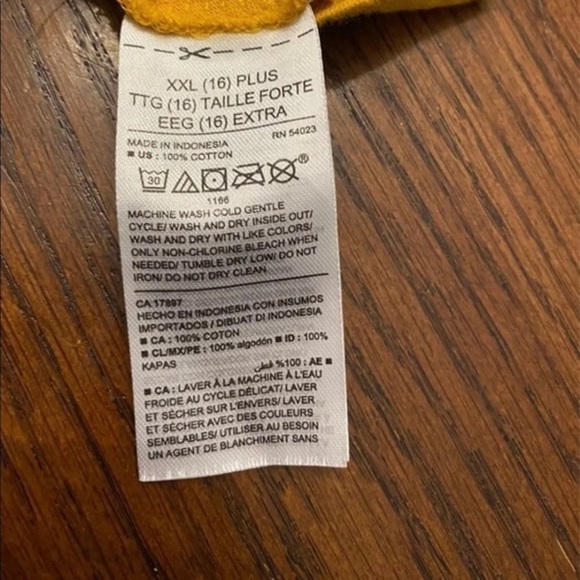 XXL (16) PLUS
TTG (16) TAILLE FORTE
EEG (16) EXTRA
RN 54023
MADE IN INDONESIA
■ US : 100% COTTON
30
®
1166
MACHINE WASH COLD GENTLE
CYCLE/ WASH AND DRY INSIDE OUT/
WASH AND DRY WITH LIKE COLORS/
ONLY NON-CHLORINE BLEACH WHEN
NEEDED/ TUMBLE DRY LOW/ DO NOT
IRON/ DO NOT DRY CLEAN
CA 17897
HECHO EN INDONESIA CON INSUMOS
IMPORTADOS / DIBUAT DI INDONESIA
■ CA : 100% COTTON
■ CL/MX/PE : 100% algodón ■ ID : 100%
KAPAS
■ AE : 100% قطن
■ CA : LAVER À LA MACHINE À L'EAU
FROIDE AU CYCLE DÉLICAT/ LAVER
ET SÉCHER SUR L'ENVERS/ LAVER
ET SÉCHER AVEC DES COULEURS
SEMBLABLES/ UTILISER AU BESOIN
UN AGENT DE BLANCHIMENT SANS